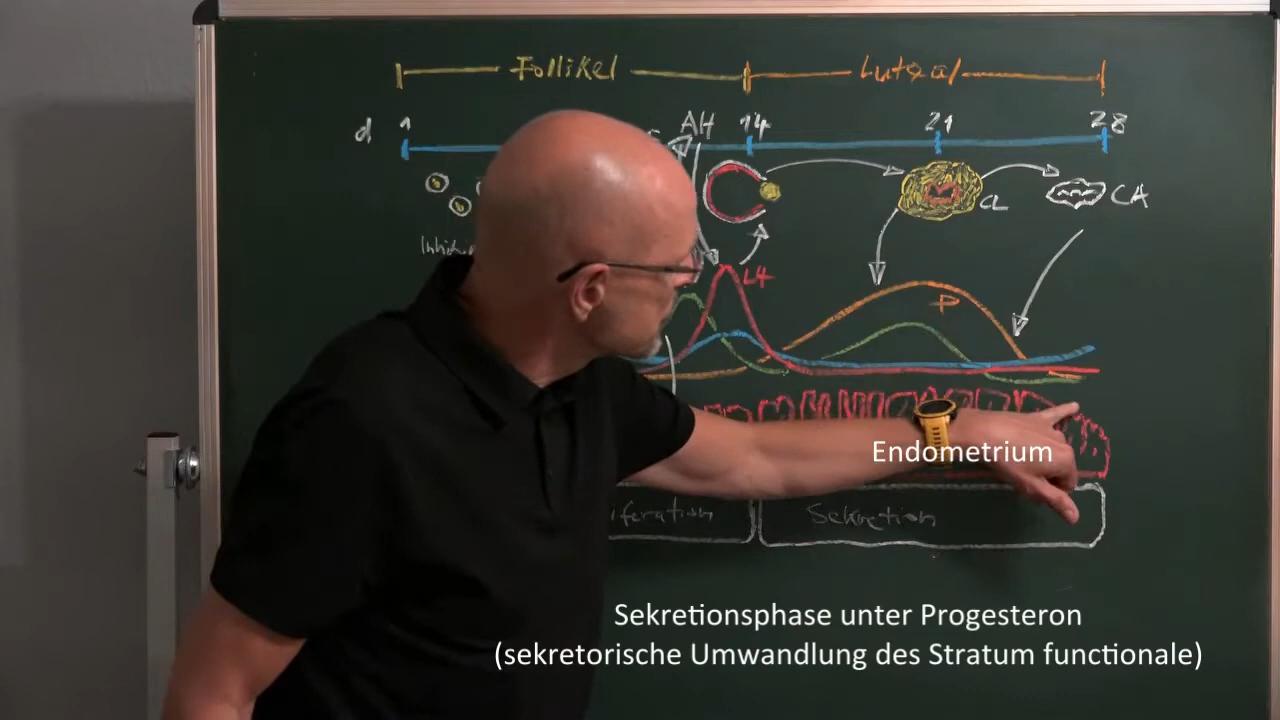 Follikel Luteal
d 1 AH 14 21 28
CL CA
LH
P
Endometrium
Sekretion
Sekretionsphase unter Progesteron
(sekretorische Umwandlung des Stratum functionale)